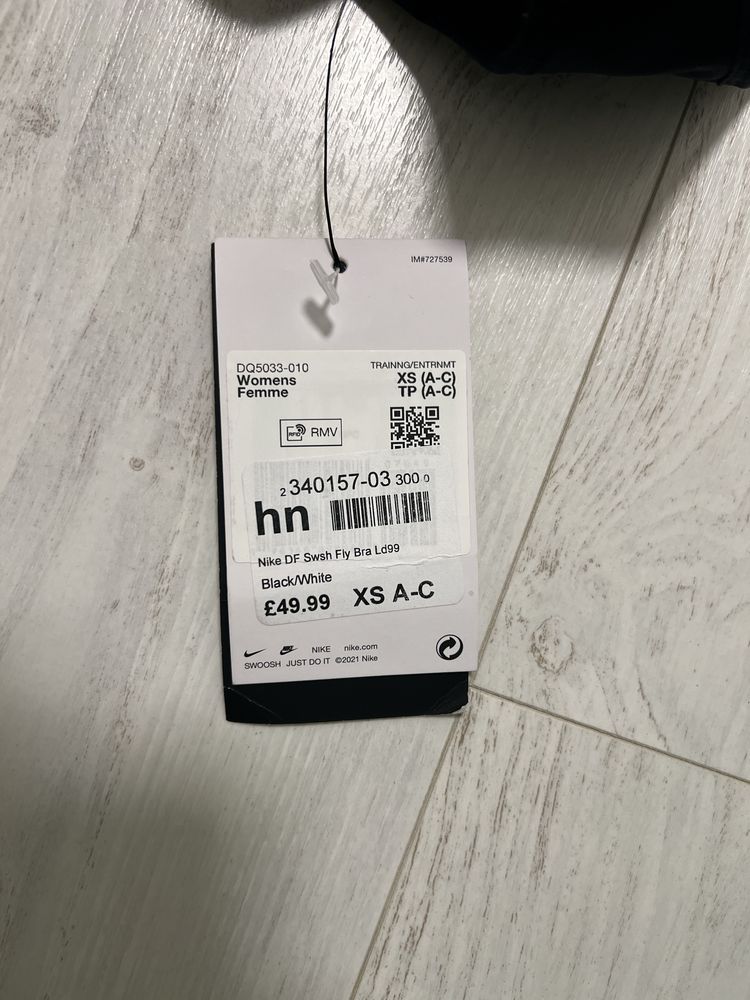 IM#727539
DQ5033-010
Womens
Femme
TRAINNG/ENTRNMT
XS (A-C)
TP (A-C)
RFID RMV
2 340157-03 300 0
hn
Nike DF Swsh Fly Bra Ld99
Black/White
£49.99 XS A-C
NIKE nike.com
SWOOSH JUST DO IT ©2021 Nike